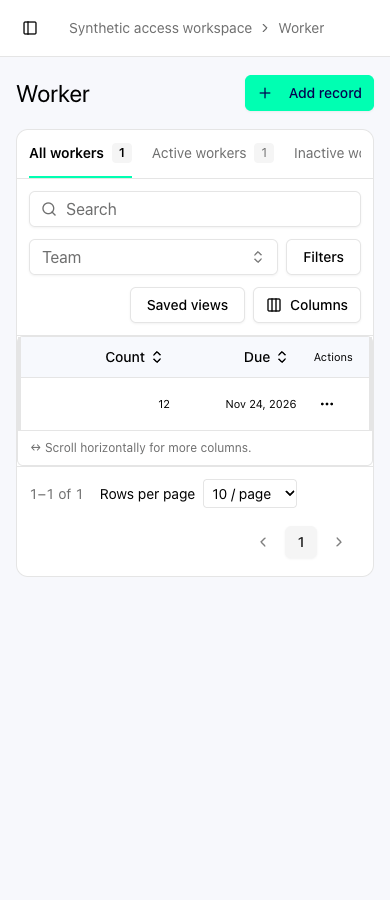 Synthetic access workspace > Worker
Worker
+ Add record
All workers 1 Active workers 1 Inactive wo
Search
Team
Filters
Saved views
Columns
Count Due Actions
12 Nov 24, 2026 •••
↔ Scroll horizontally for more columns.
1–1 of 1 Rows per page 10 / page
< 1 >